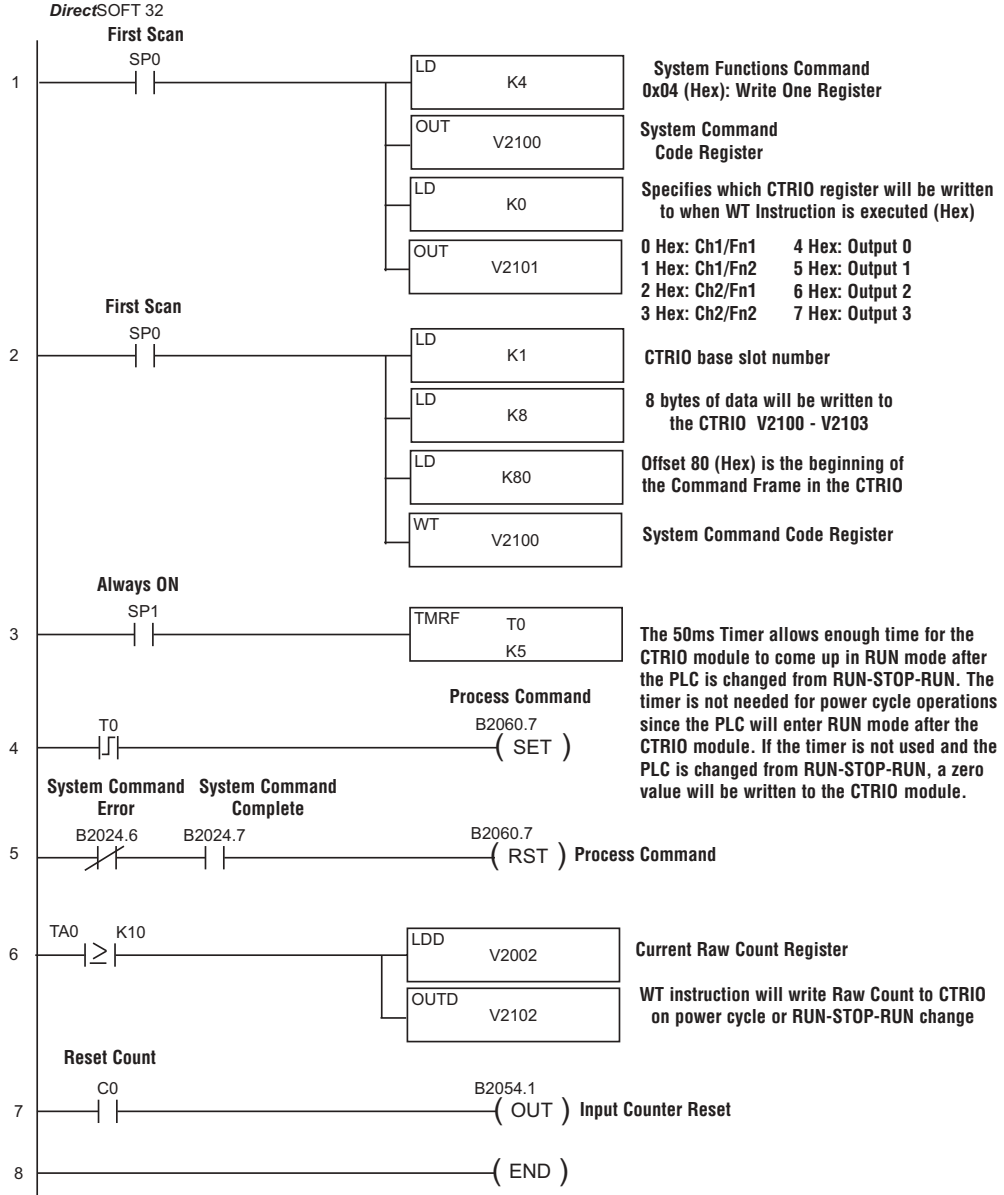 DirectSOFT 32
First Scan
SP0
1
LD
K4
System Functions Command
0x04 (Hex): Write One Register
OUT
V2100
System Command
Code Register
LD
K0
Specifies which CTRIO register will be written
to when WT Instruction is executed (Hex)
OUT
V2101
0 Hex: Ch1/Fn1 4 Hex: Output 0
1 Hex: Ch1/Fn2 5 Hex: Output 1
2 Hex: Ch2/Fn1 6 Hex: Output 2
3 Hex: Ch2/Fn2 7 Hex: Output 3
First Scan
SP0
2
LD
K1
CTRIO base slot number
LD
K8
8 bytes of data will be written to
the CTRIO V2100 - V2103
LD
K80
Offset 80 (Hex) is the beginning of
the Command Frame in the CTRIO
WT
V2100
System Command Code Register
Always ON
SP1
3
TMRF
T0
K5
The 50ms Timer allows enough time for the
CTRIO module to come up in RUN mode after
the PLC is changed from RUN-STOP-RUN. The
timer is not needed for power cycle operations
since the PLC will enter RUN mode after the
CTRIO module. If the timer is not used and the
PLC is changed from RUN-STOP-RUN, a zero
value will be written to the CTRIO module.
Process Command
T0
B2060.7
4
( SET )
System Command System Command
Error Complete
B2024.6 B2024.7
B2060.7
5
( RST ) Process Command
TA0 K10
6
≥
LDD
V2002
Current Raw Count Register
OUTD
V2102
WT instruction will write Raw Count to CTRIO
on power cycle or RUN-STOP-RUN change
Reset Count
C0
B2054.1
7
( OUT ) Input Counter Reset
8
( END )